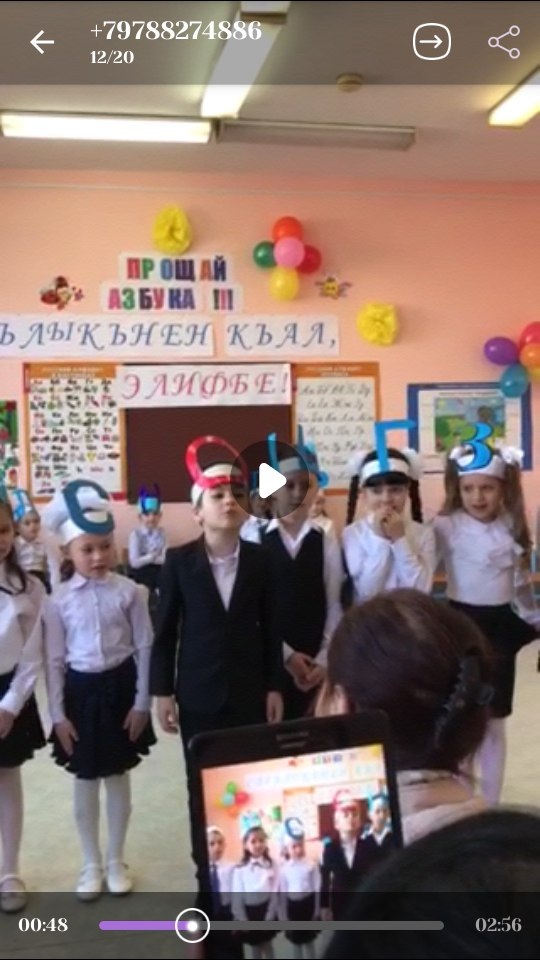 +79788274886
12/20
ПРОЩАЙ
АЗБУКА !!!
ЪЛЫКЪНЕН КЪАЛ,
ЭЛИФБЕ!
О
Г
З
С
00:48
02:56